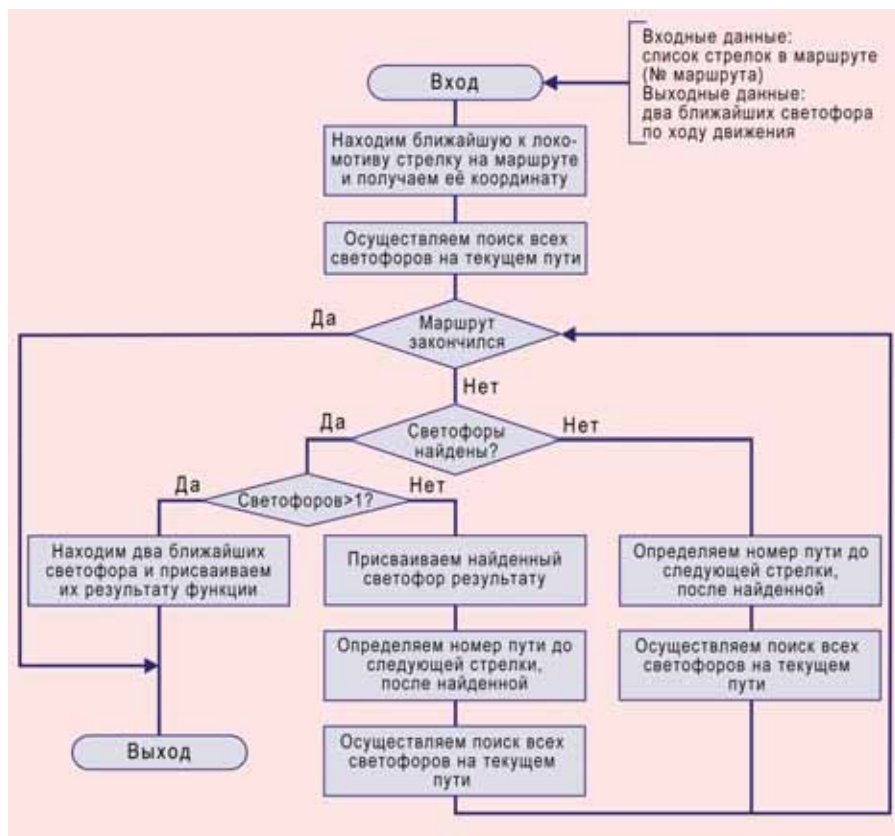 Входные данные:
список стрелок в маршруте
(№ маршрута)
Выходные данные:
два ближайших светофора
по ходу движения
Вход
Находим ближайшую к локо-
мотиву стрелку на маршруте
и получаем её координату
Осуществляем поиск всех
светофоров на текущем пути
Да
Маршрут
закончился
Нет
Да
Светофоры
найдены?
Нет
Да
Светофоров>1?
Нет
Находим два ближайших
светофора и присваиваем
их результату функции
Присваиваем найденный
светофор результату
Определяем номер пути до
следующей стрелки,
после найденной
Определяем номер пути до
следующей стрелки,
после найденной
Осуществляем поиск всех
светофоров на текущем
пути
Выход
Осуществляем поиск всех
светофоров на текущем
пути